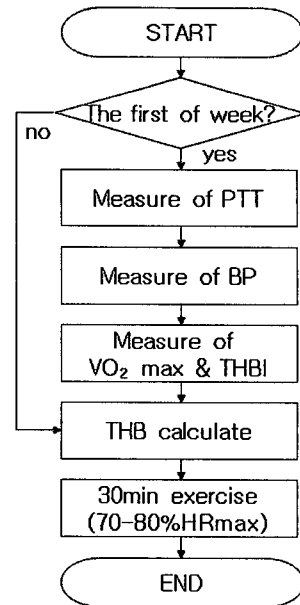 START
The first of week?
no
yes
Measure of PTT
Measure of BP
Measure of
VO₂ max & THBI
THB calculate
30min exercise
(70-80%HRmax)
END